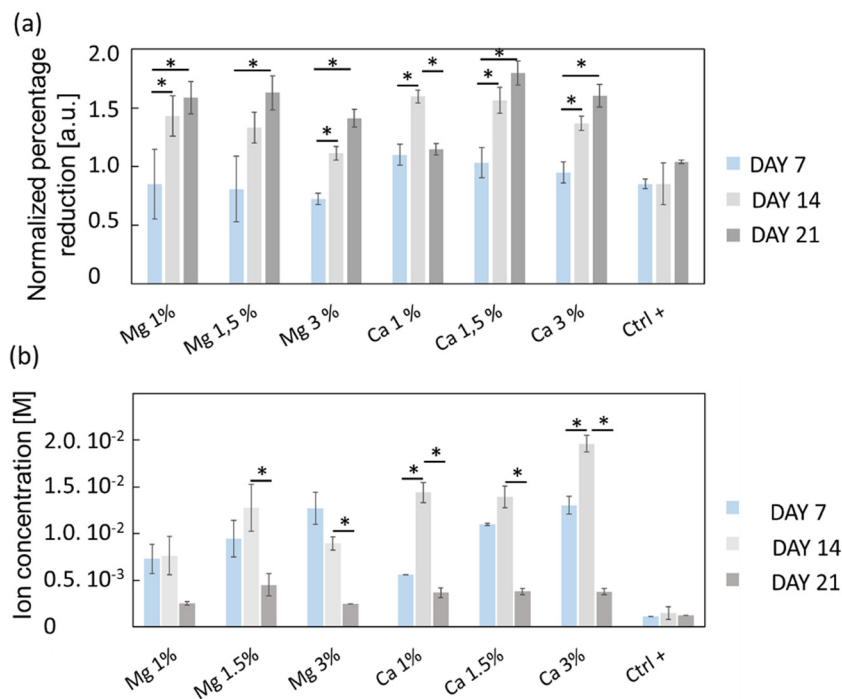 (a)
Normalized percentage
reduction [a.u.]
2.0
1.5
1.0
0.5
0
* * * * * * * * * * *
Mg 1% Mg 1,5 % Mg 3 % Ca 1 % Ca 1,5 % Ca 3 % Ctrl +
DAY 7
DAY 14
DAY 21
(b)
Ion concentration [M]
2.0. 10-2
1.5. 10-2
1.0. 10-2
0.5. 10-3
0
* * * * * * *
Mg 1% Mg 1.5% Mg 3% Ca 1% Ca 1.5% Ca 3% Ctrl +
DAY 7
DAY 14
DAY 21